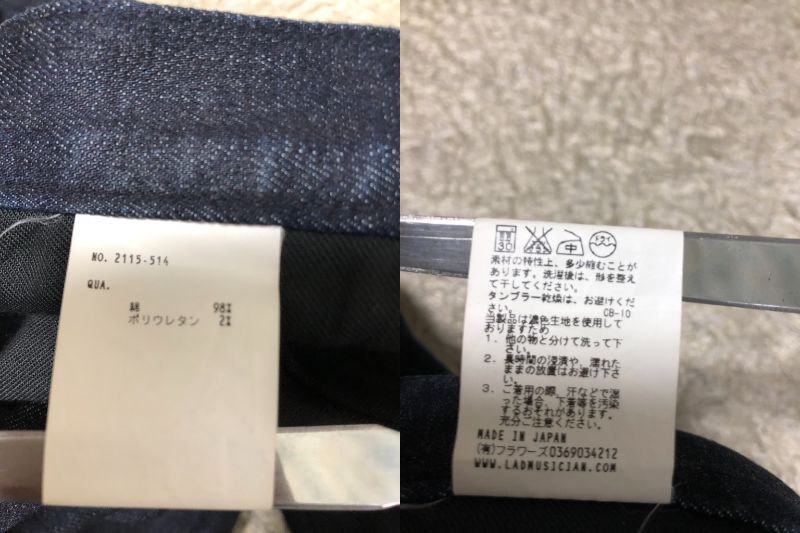 NO. 2115-514
QUA.
綿 98%
ポリウレタン 2%
30
中
ドライ
素材の特性上、多少縮むことが
あります。洗濯後は、形を整え
て干してください。
タンブラー乾燥は、お避けくだ
さい。 CB-10
当製品は濃色生地を使用して
おりますため
1. 他の物と分けて洗って下
さい。
2. 長時間の浸漬や、濡れた
ままの放置はお避け下さ
い。
3. ご着用の眼、汗などで湿
った場合、下着等を汚染
するおそれがあります。
充分ご注意ください。
MADE IN JAPAN
(有)フラワーズ0369034212
WWW.LADMUSICIAN.COM